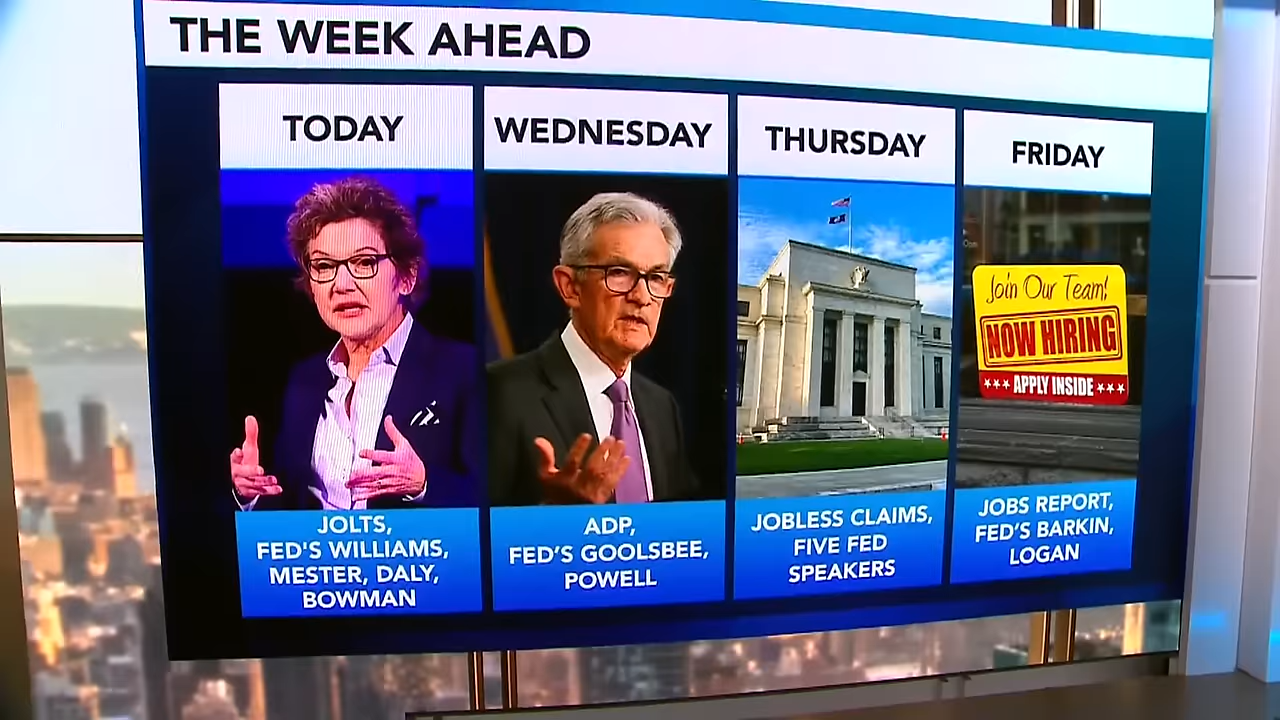 THE WEEK AHEAD
TODAY
JOLTS,
FED'S WILLIAMS,
MESTER, DALY,
BOWMAN
WEDNESDAY
ADP,
FED'S GOOLSBEE,
POWELL
THURSDAY
JOBLESS CLAIMS,
FIVE FED
SPEAKERS
FRIDAY
Join Our Team!
NOW HIRING
★★★ APPLY INSIDE ★★★
JOBS REPORT,
FED'S BARKIN,
LOGAN